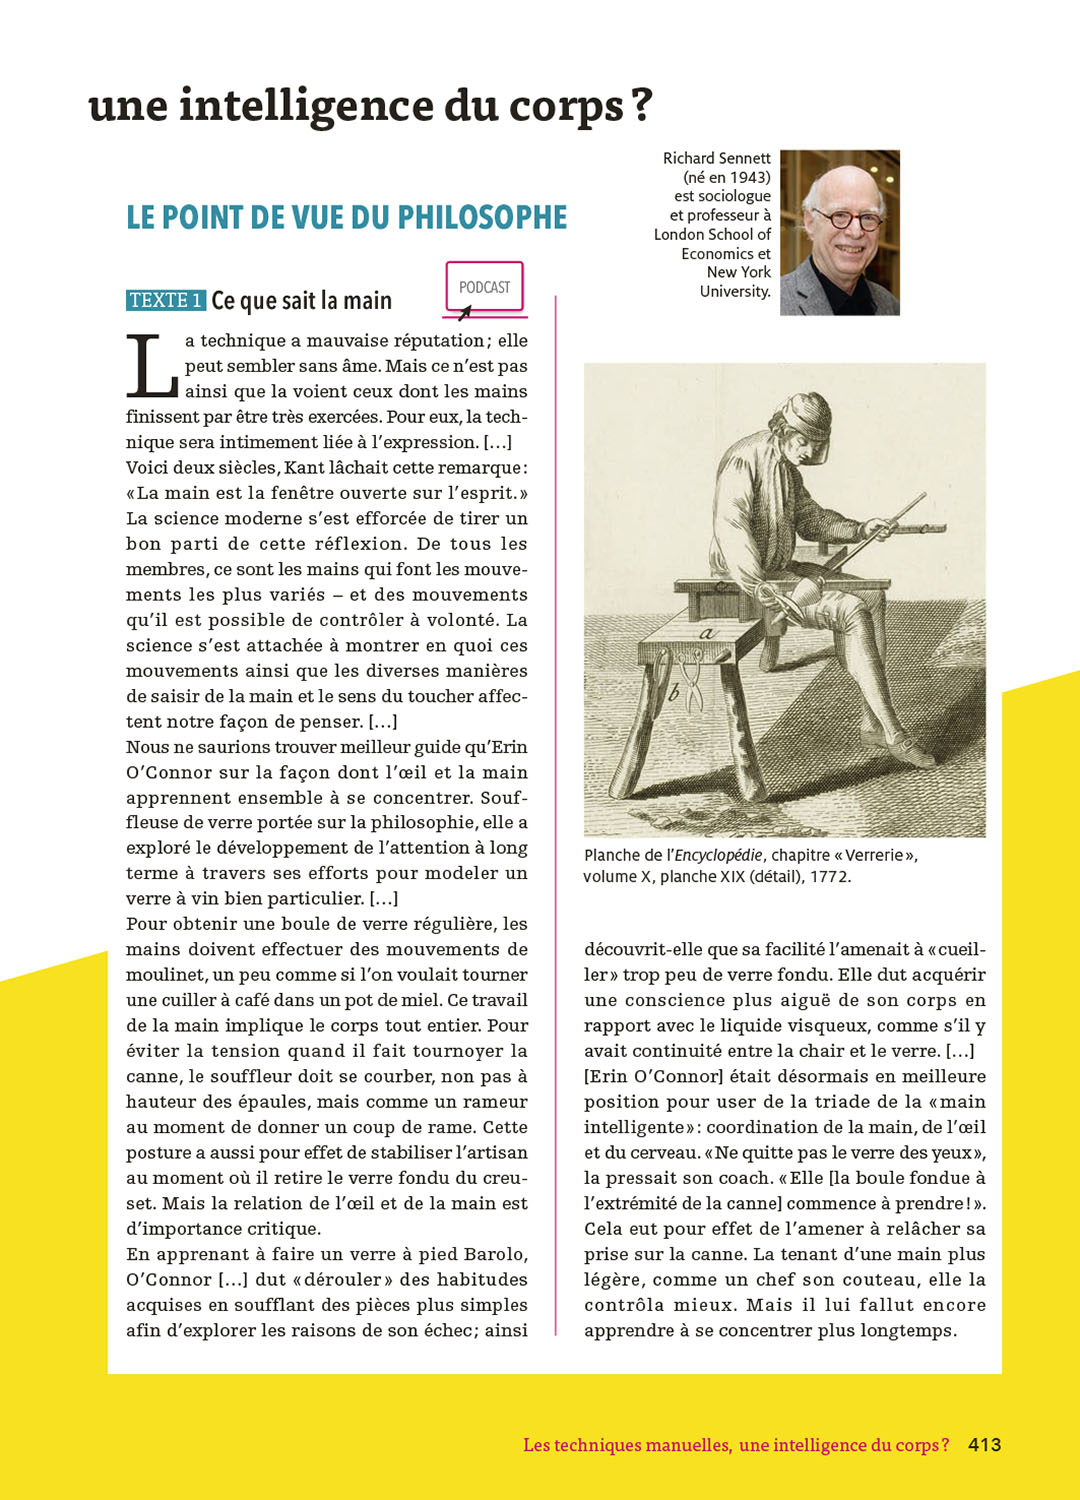 une intelligence du corps ?
Richard Sennett
(né en 1943)
est sociologue
et professeur à
London School of
Economics et
New York
University.
LE POINT DE VUE DU PHILOSOPHE
TEXTE 1 Ce que sait la main
PODCAST
La technique a mauvaise réputation ; elle
peut sembler sans âme. Mais ce n’est pas
ainsi que la voient ceux dont les mains
finissent par être très exercées. Pour eux, la tech-
nique sera intimement liée à l’expression. […]
Voici deux siècles, Kant lâchait cette remarque :
« La main est la fenêtre ouverte sur l’esprit. »
La science moderne s’est efforcée de tirer un
bon parti de cette réflexion. De tous les
membres, ce sont les mains qui font les mouve-
ments les plus variés – et des mouvements
qu’il est possible de contrôler à volonté. La
science s’est attachée à montrer en quoi ces
mouvements ainsi que les diverses manières
de saisir de la main et le sens du toucher affec-
tent notre façon de penser. […]
Nous ne saurions trouver meilleur guide qu’Erin
O’Connor sur la façon dont l’œil et la main
apprennent ensemble à se concentrer. Souf-
fleuse de verre portée sur la philosophie, elle a
exploré le développement de l’attention à long
terme à travers ses efforts pour modeler un
verre à vin bien particulier. […]
Pour obtenir une boule de verre régulière, les
mains doivent effectuer des mouvements de
moulinet, un peu comme si l’on voulait tourner
une cuiller à café dans un pot de miel. Ce travail
de la main implique le corps tout entier. Pour
éviter la tension quand il fait tournoyer la
canne, le souffleur doit se courber, non pas à
hauteur des épaules, mais comme un rameur
au moment de donner un coup de rame. Cette
posture a aussi pour effet de stabiliser l’artisan
au moment où il retire le verre fondu du creu-
set. Mais la relation de l’œil et de la main est
d’importance critique.
En apprenant à faire un verre à pied Barolo,
O’Connor […] dut « dérouler » des habitudes
acquises en soufflant des pièces plus simples
afin d’explorer les raisons de son échec ; ainsi
c
c
a
b
Planche de l’Encyclopédie, chapitre « Verrerie »,
volume X, planche XIX (détail), 1772.
découvrit-elle que sa facilité l’amenait à « cueil-
ler » trop peu de verre fondu. Elle dut acquérir
une conscience plus aiguë de son corps en
rapport avec le liquide visqueux, comme s’il y
avait continuité entre la chair et le verre. […]
[Erin O’Connor] était désormais en meilleure
position pour user de la triade de la « main
intelligente » : coordination de la main, de l’œil
et du cerveau. « Ne quitte pas le verre des yeux »,
la pressait son coach. « Elle [la boule fondue à
l’extrémité de la canne] commence à prendre ! ».
Cela eut pour effet de l’amener à relâcher sa
prise sur la canne. La tenant d’une main plus
légère, comme un chef son couteau, elle la
contrôla mieux. Mais il lui fallut encore
apprendre à se concentrer plus longtemps.
Les techniques manuelles, une intelligence du corps ? 413